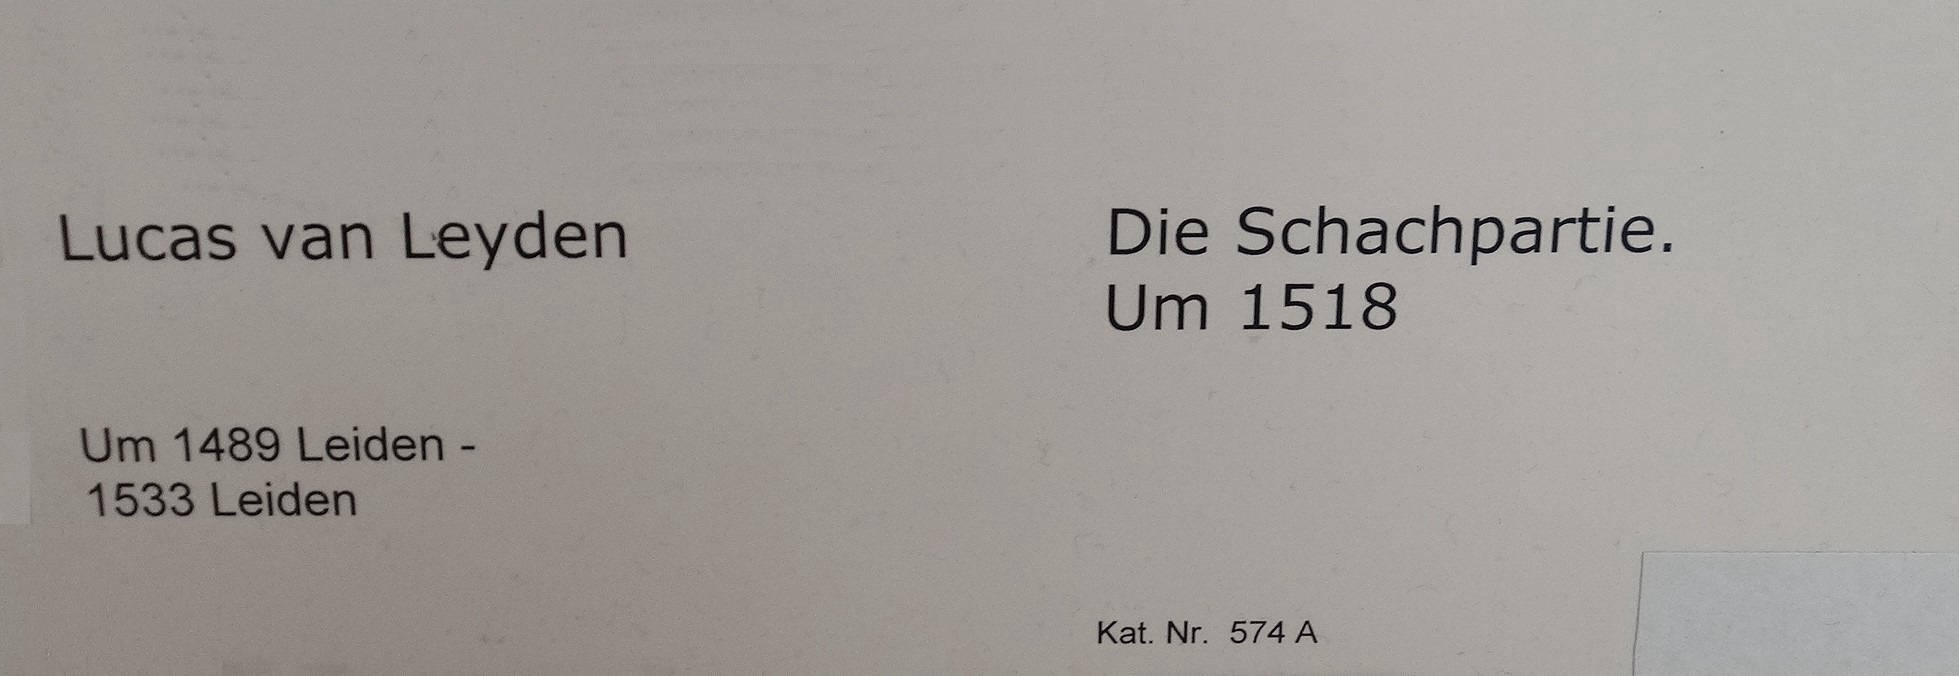 Lucas van Leyden
Um 1489 Leiden -
1533 Leiden
Die Schachpartie.
Um 1518
Kat. Nr. 574 A